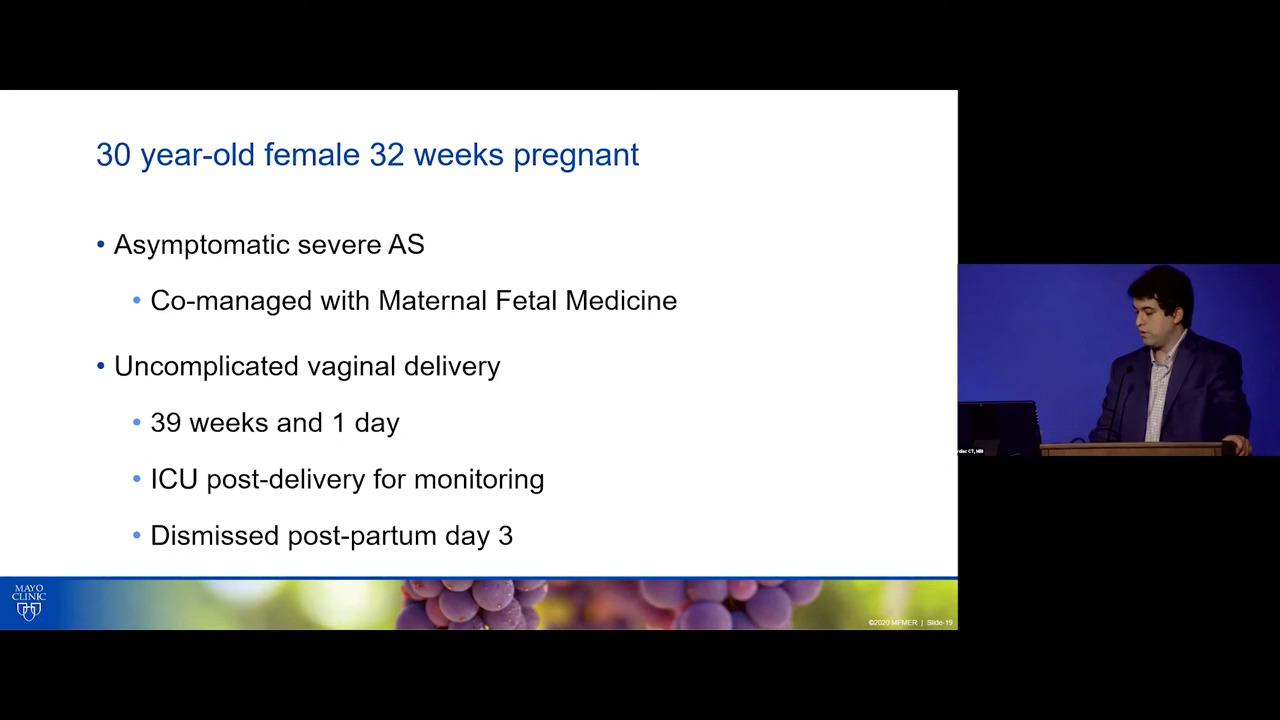 30 year-old female 32 weeks pregnant
• Asymptomatic severe AS
• Co-managed with Maternal Fetal Medicine
• Uncomplicated vaginal delivery
• 39 weeks and 1 day
• ICU post-delivery for monitoring
• Dismissed post-partum day 3
MAYO
CLINIC
©2020 MFMER | Slide-19
CT, MRI